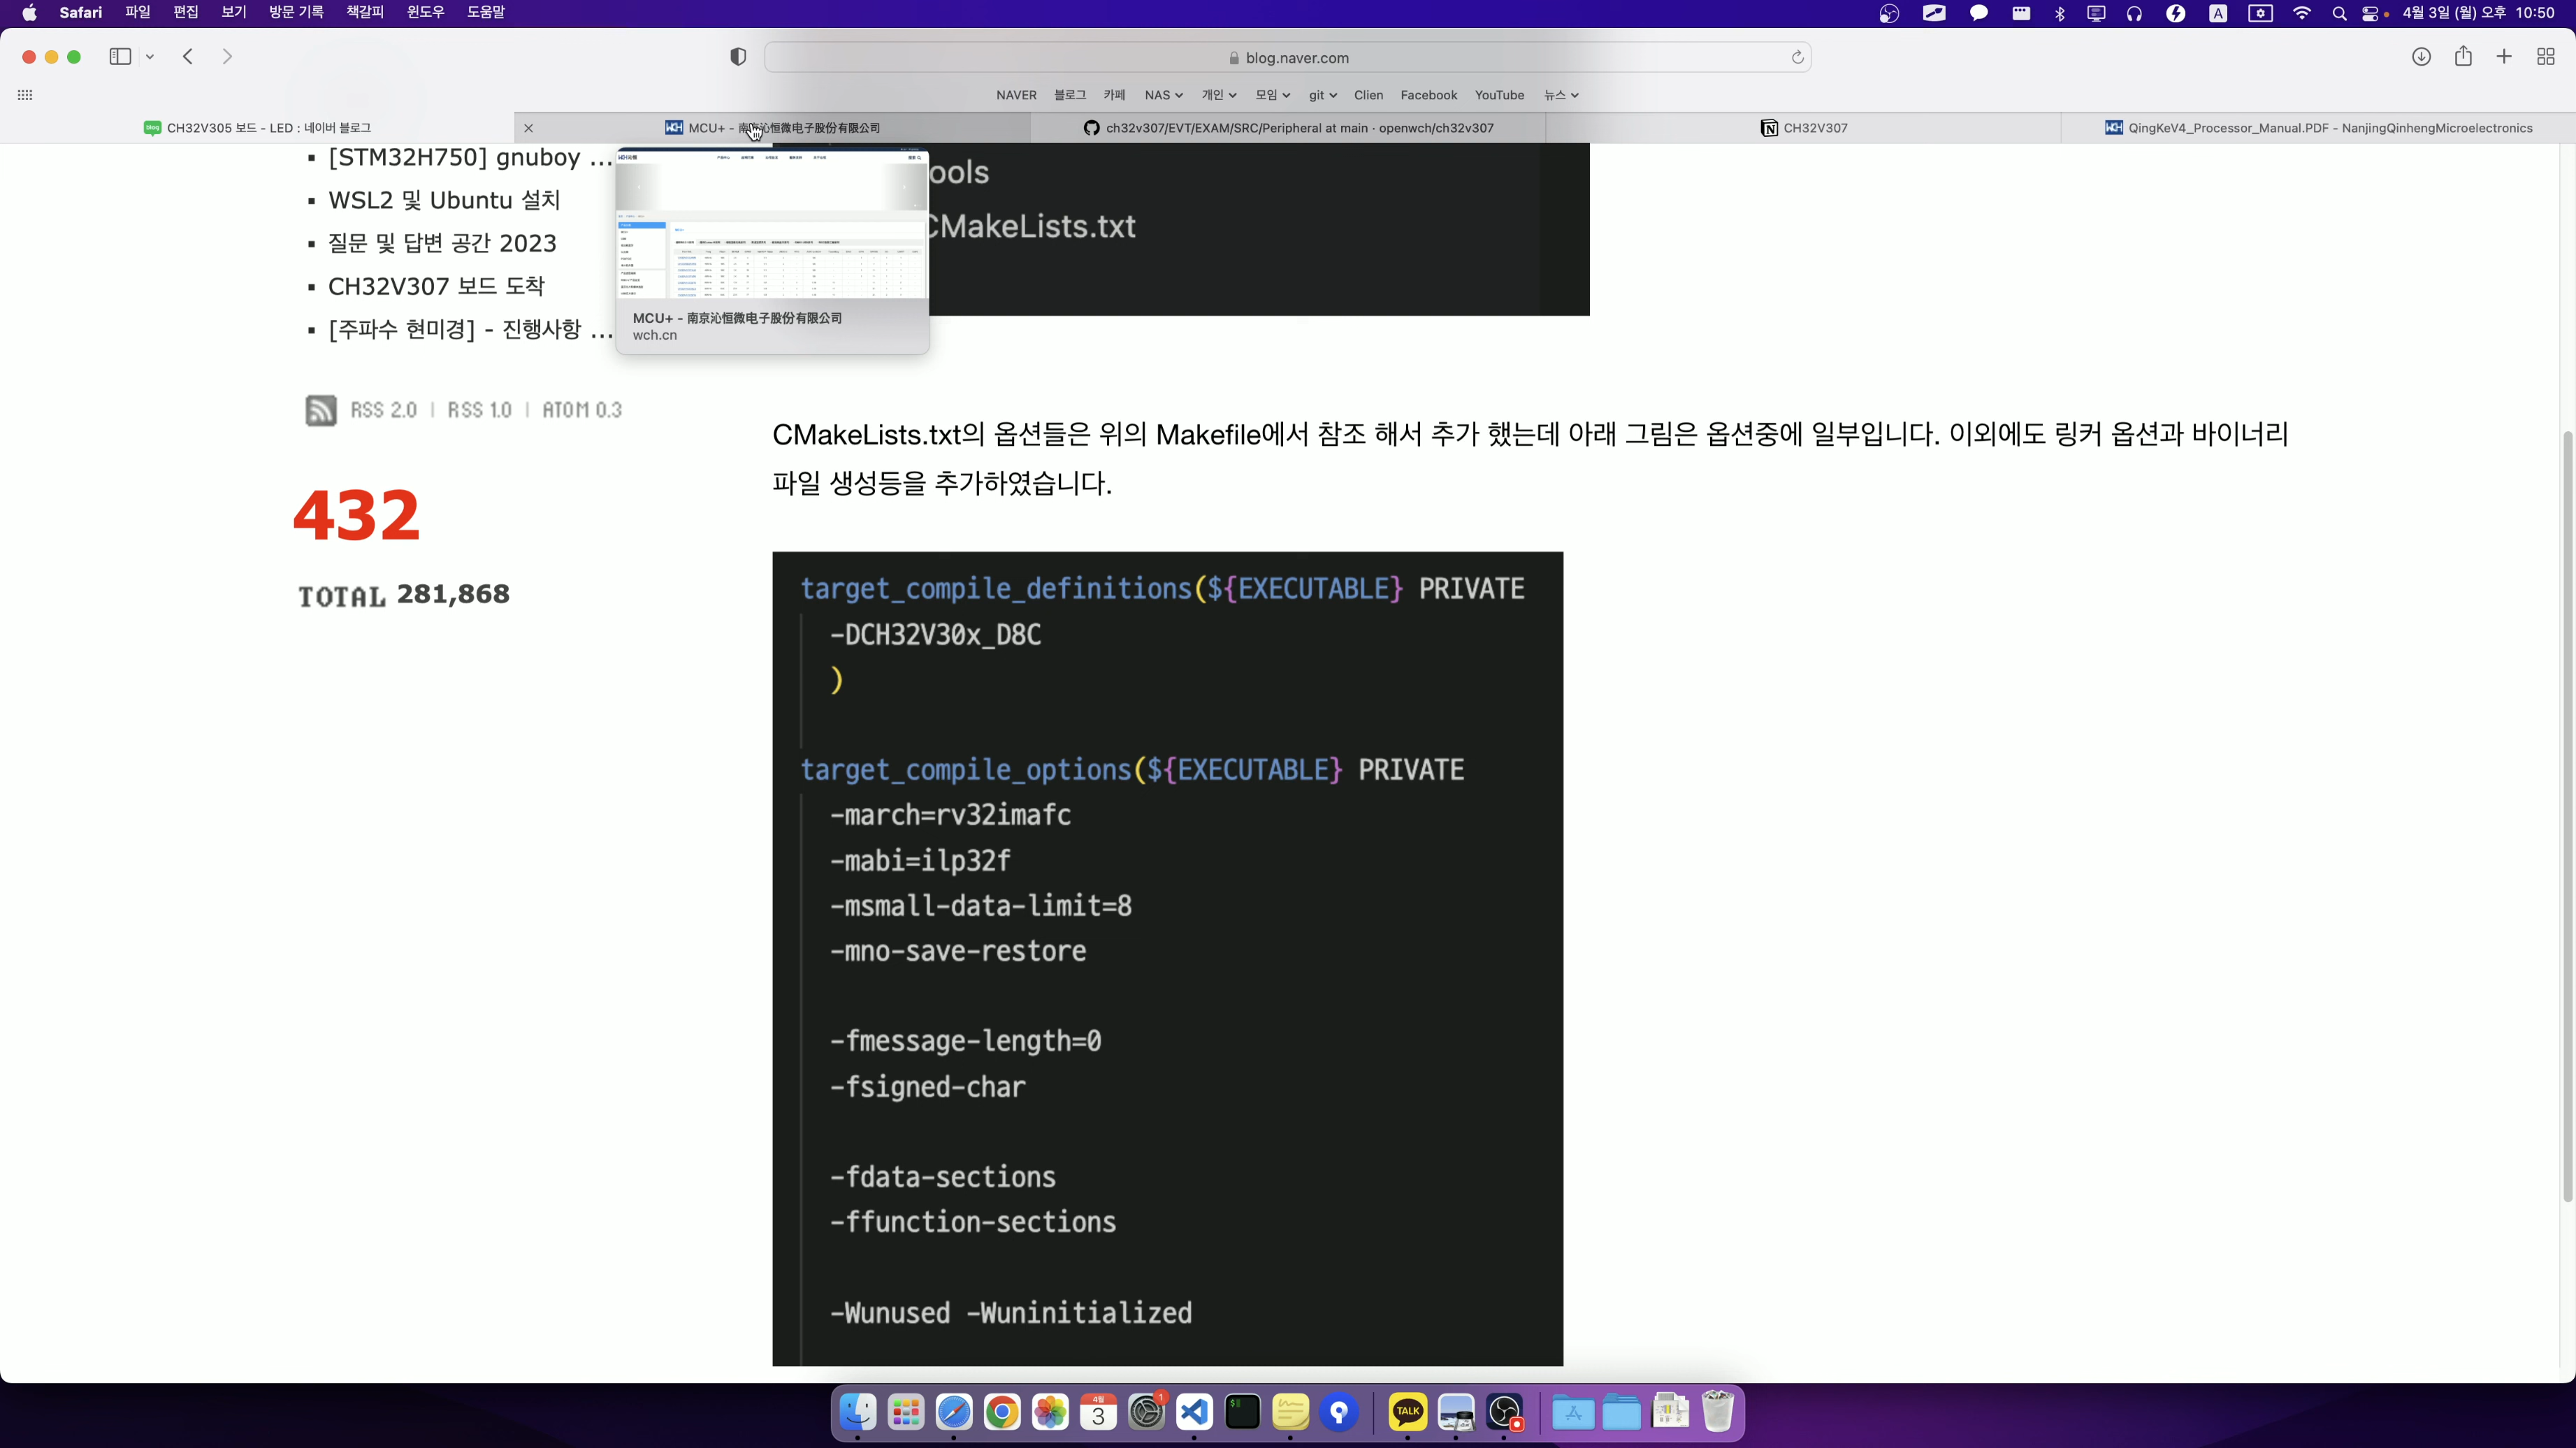 Safari 파일 편집 보기 방문 기록 책갈피 윈도우 도움말
4월 3일 (월) 오후 10:50
blog.naver.com
NAVER 블로그 카페 NAS 개인 모임 git Clien Facebook YouTube 뉴스
CH32V305 보드 - LED : 네이버 블로그
MCU+ - 南京沁恒微电子股份有限公司
ch32v307/EVT/EXAM/SRC/Peripheral at main · openwch/ch32v307
CH32V307
QingKeV4_Processor_Manual.PDF - NanjingQinhengMicroelectronics
[STM32H750] gnuboy ...
WSL2 및 Ubuntu 설치
질문 및 답변 공간 2023
CH32V307 보드 도착
[주파수 현미경] - 진행사항 ...
MCU+ - 南京沁恒微电子股份有限公司
wch.cn
ools
CMakeLists.txt
RSS 2.0 | RSS 1.0 | ATOM 0.3
432
TOTAL 281,868
CMakeLists.txt의 옵션들은 위의 Makefile에서 참조 해서 추가 했는데 아래 그림은 옵션중에 일부입니다. 이외에도 링커 옵션과 바이너리
파일 생성등을 추가하였습니다.
target_compile_definitions(${EXECUTABLE} PRIVATE
-DCH32V30x_D8C
)
target_compile_options(${EXECUTABLE} PRIVATE
-march=rv32imafc
-mabi=ilp32f
-msmall-data-limit=8
-mno-save-restore
-fmessage-length=0
-fsigned-char
-fdata-sections
-ffunction-sections
-Wunused -Wuninitialized
4월
3
1
TALK